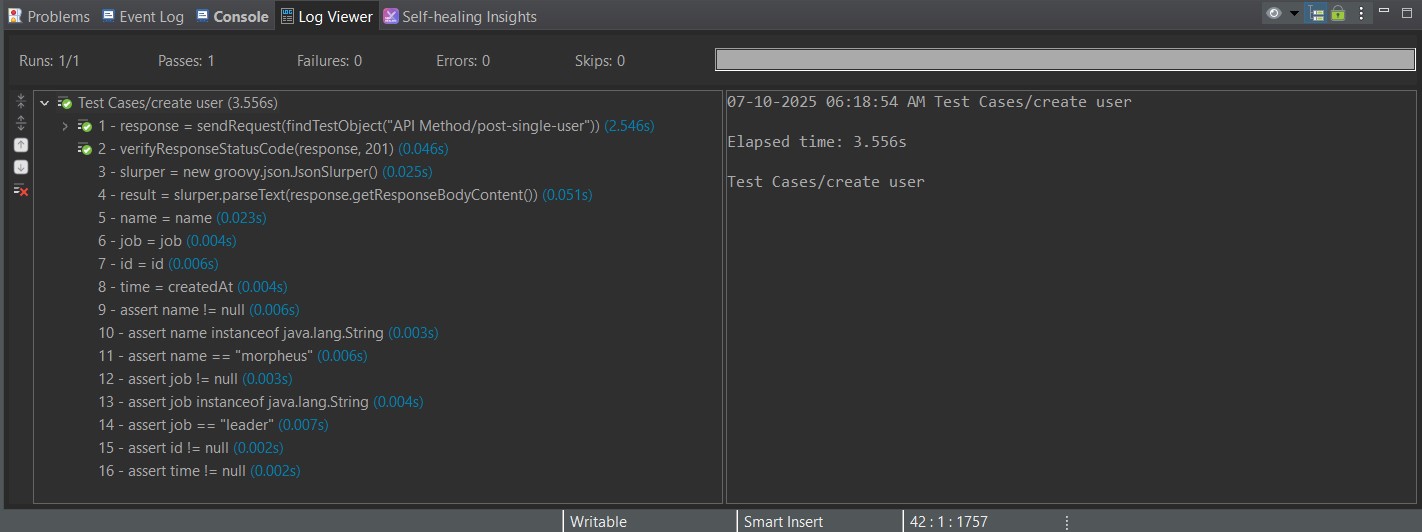 Problems Event Log Console Log Viewer Self-healing Insights
Runs: 1/1 Passes: 1 Failures: 0 Errors: 0 Skips: 0
Test Cases/create user (3.556s)
1 - response = sendRequest(findTestObject("API Method/post-single-user")) (2.546s)
2 - verifyResponseStatusCode(response, 201) (0.046s)
3 - slurper = new groovy.json.JsonSlurper() (0.025s)
4 - result = slurper.parseText(response.getResponseBodyContent()) (0.051s)
5 - name = name (0.023s)
6 - job = job (0.004s)
7 - id = id (0.006s)
8 - time = createdAt (0.004s)
9 - assert name != null (0.006s)
10 - assert name instanceof java.lang.String (0.003s)
11 - assert name == "morpheus" (0.006s)
12 - assert job != null (0.003s)
13 - assert job instanceof java.lang.String (0.004s)
14 - assert job == "leader" (0.007s)
15 - assert id != null (0.002s)
16 - assert time != null (0.002s)
07-10-2025 06:18:54 AM Test Cases/create user
Elapsed time: 3.556s
Test Cases/create user
Writable Smart Insert 42 : 1 : 1757